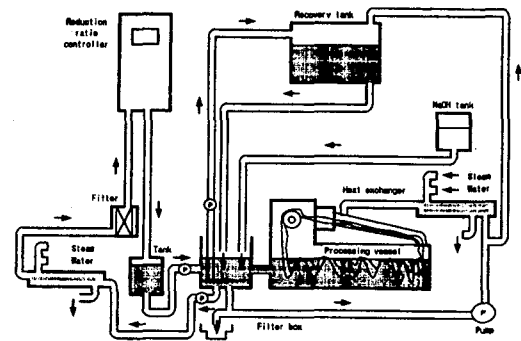 Reduction
ratio
controller
Recovery tank
NaOH tank
Steam
Water
Heat exchanger
Filter
Steam
Water
Tank
Processing vessel
Filter box
P
Pump
P
P
P